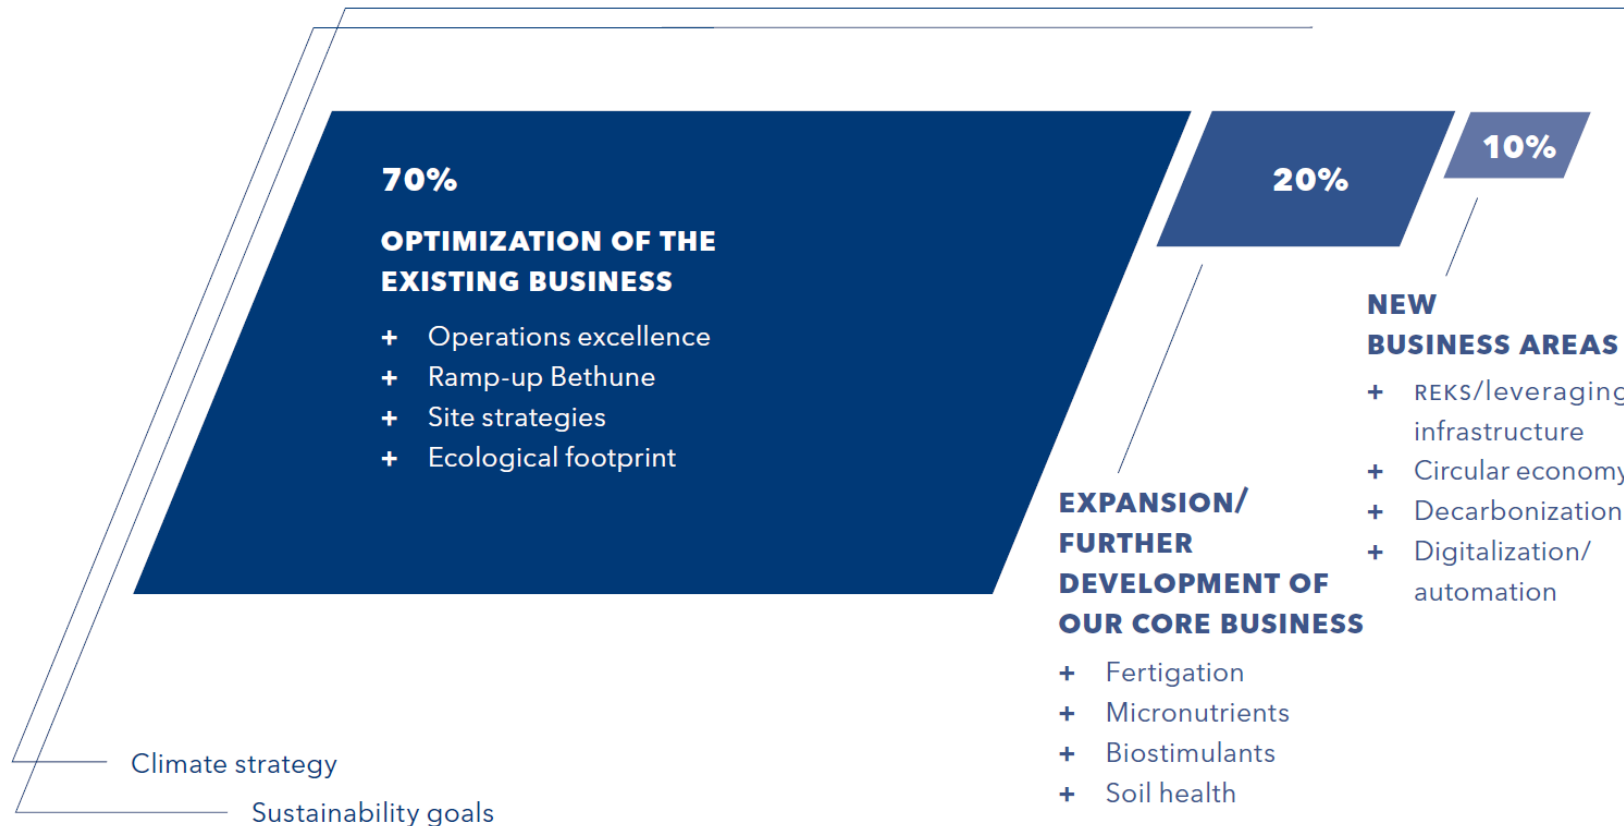 70%
OPTIMIZATION OF THE
EXISTING BUSINESS
+ Operations excellence
+ Ramp-up Bethune
+ Site strategies
+ Ecological footprint
20%
EXPANSION/
FURTHER
DEVELOPMENT OF
OUR CORE BUSINESS
+ Fertigation
+ Micronutrients
+ Biostimulants
+ Soil health
10%
NEW
BUSINESS AREAS
+ REKS/leveraging
infrastructure
+ Circular economy
+ Decarbonization
+ Digitalization/
automation
Climate strategy
Sustainability goals